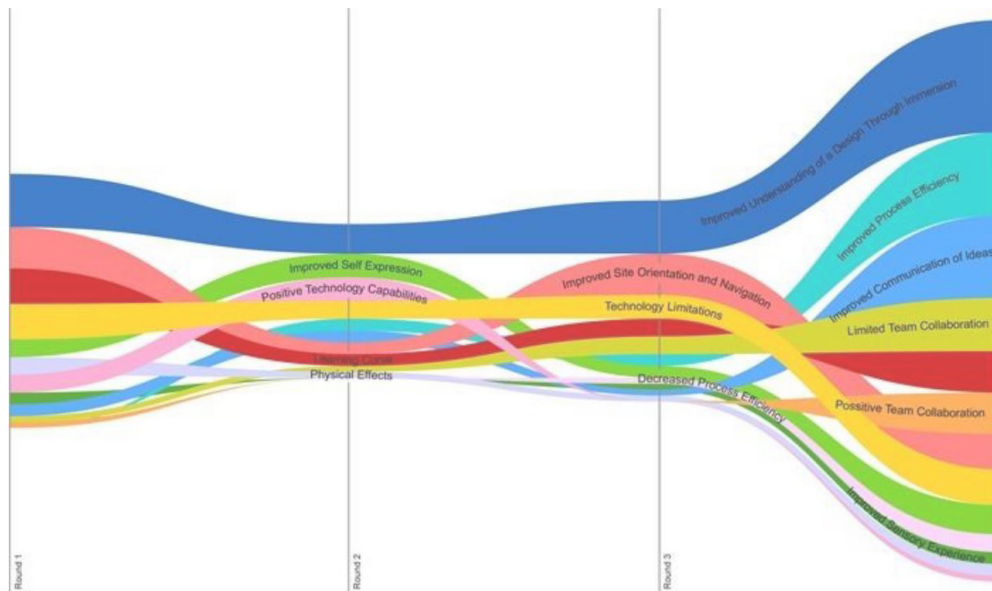 Improved Understanding of a Design Through Immersion
Improved Process Efficiency
Improved Communication of Ideas
Improved Self Expression
Positive Technology Capabilities
Improved Site Orientation and Navigation
Technology Limitations
Limited Team Collaboration
Learning Curve
Physical Effects
Decreased Process Efficiency
Possitive Team Collaboration
Improved Sensory Experience
Round 1
Round 2
Round 3